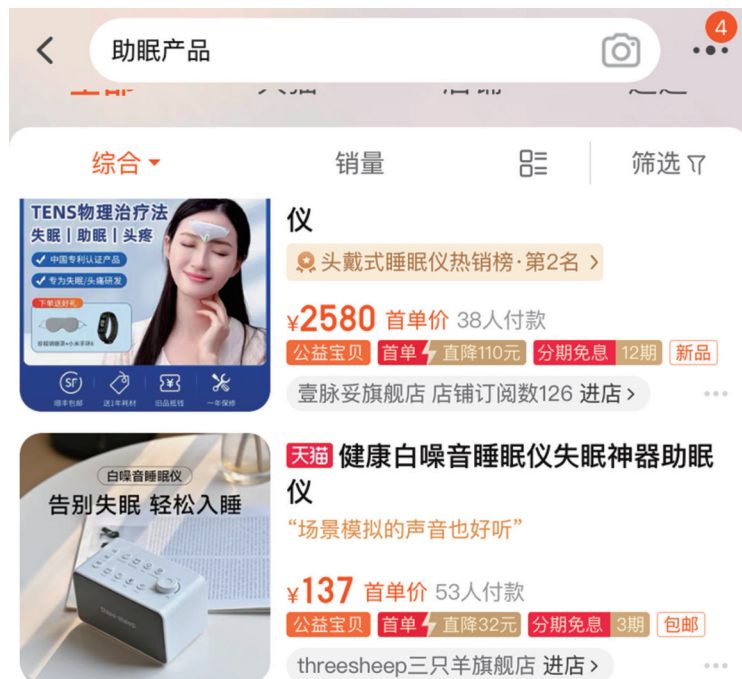 4
助眠产品
综合
销量
筛选
TENS物理治疗法
失眠|助眠|头疼
中国专利认证产品
专为失眠/头痛研发
下单送好礼
顺丰包邮
送1年耗材
旧品抵钱
一年保修
仪
头戴式睡眠仪热销榜·第2名
¥2580 首单价 38人付款
公益宝贝 首单 直降110元 分期免息 12期 新品
壹脉妥旗舰店 店铺订阅数126 进店
白噪音睡眠仪
告别失眠 轻松入睡
天猫 健康白噪音睡眠仪失眠神器助眠
仪
“场景模拟的声音也好听”
¥137 首单价 53人付款
公益宝贝 首单 直降32元 分期免息 3期 包邮
threesheep三只羊旗舰店 进店